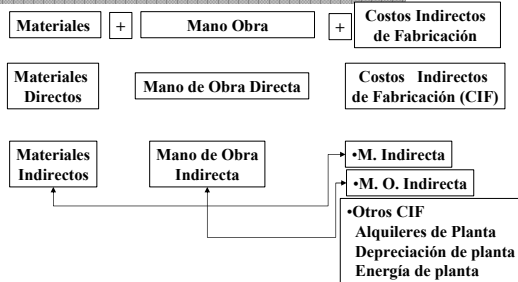 Materiales + Mano Obra + Costos Indirectos
de Fabricación
Materiales
Directos
Mano de Obra Directa
Costos Indirectos
de Fabricación (CIF)
Materiales
Indirectos
Mano de Obra
Indirecta
•M. Indirecta
•M. O. Indirecta
•Otros CIF
Alquileres de Planta
Depreciación de planta
Energía de planta